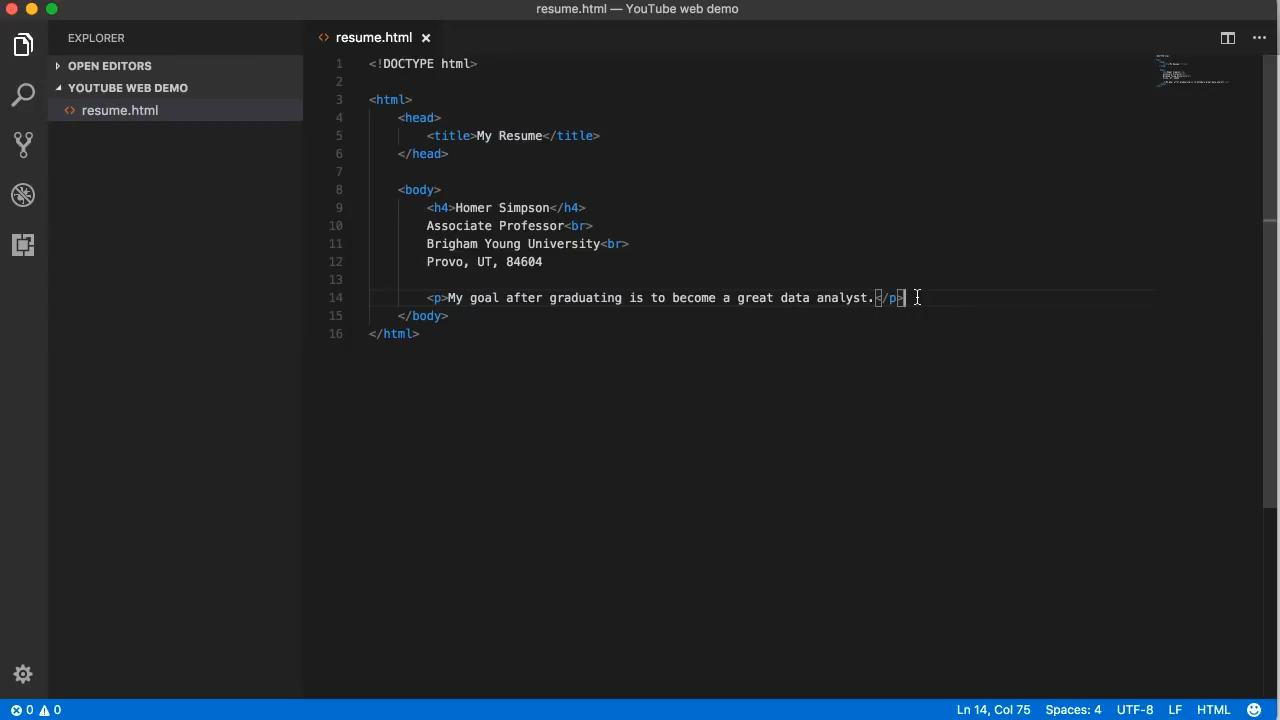 resume.html — YouTube web demo
EXPLORER
OPEN EDITORS
YOUTUBE WEB DEMO
<> resume.html
<> resume.html ×
1 <!DOCTYPE html>
2
3 <html>
4     <head>
5         <title>My Resume</title>
6     </head>
7
8     <body>
9         <h4>Homer Simpson</h4>
10         Associate Professor<br>
11         Brigham Young University<br>
12         Provo, UT, 84604
13
14         <p>My goal after graduating is to become a great data analyst.</p>
15     </body>
16 </html>
0 0
Ln 14, Col 75 Spaces: 4 UTF-8 LF HTML